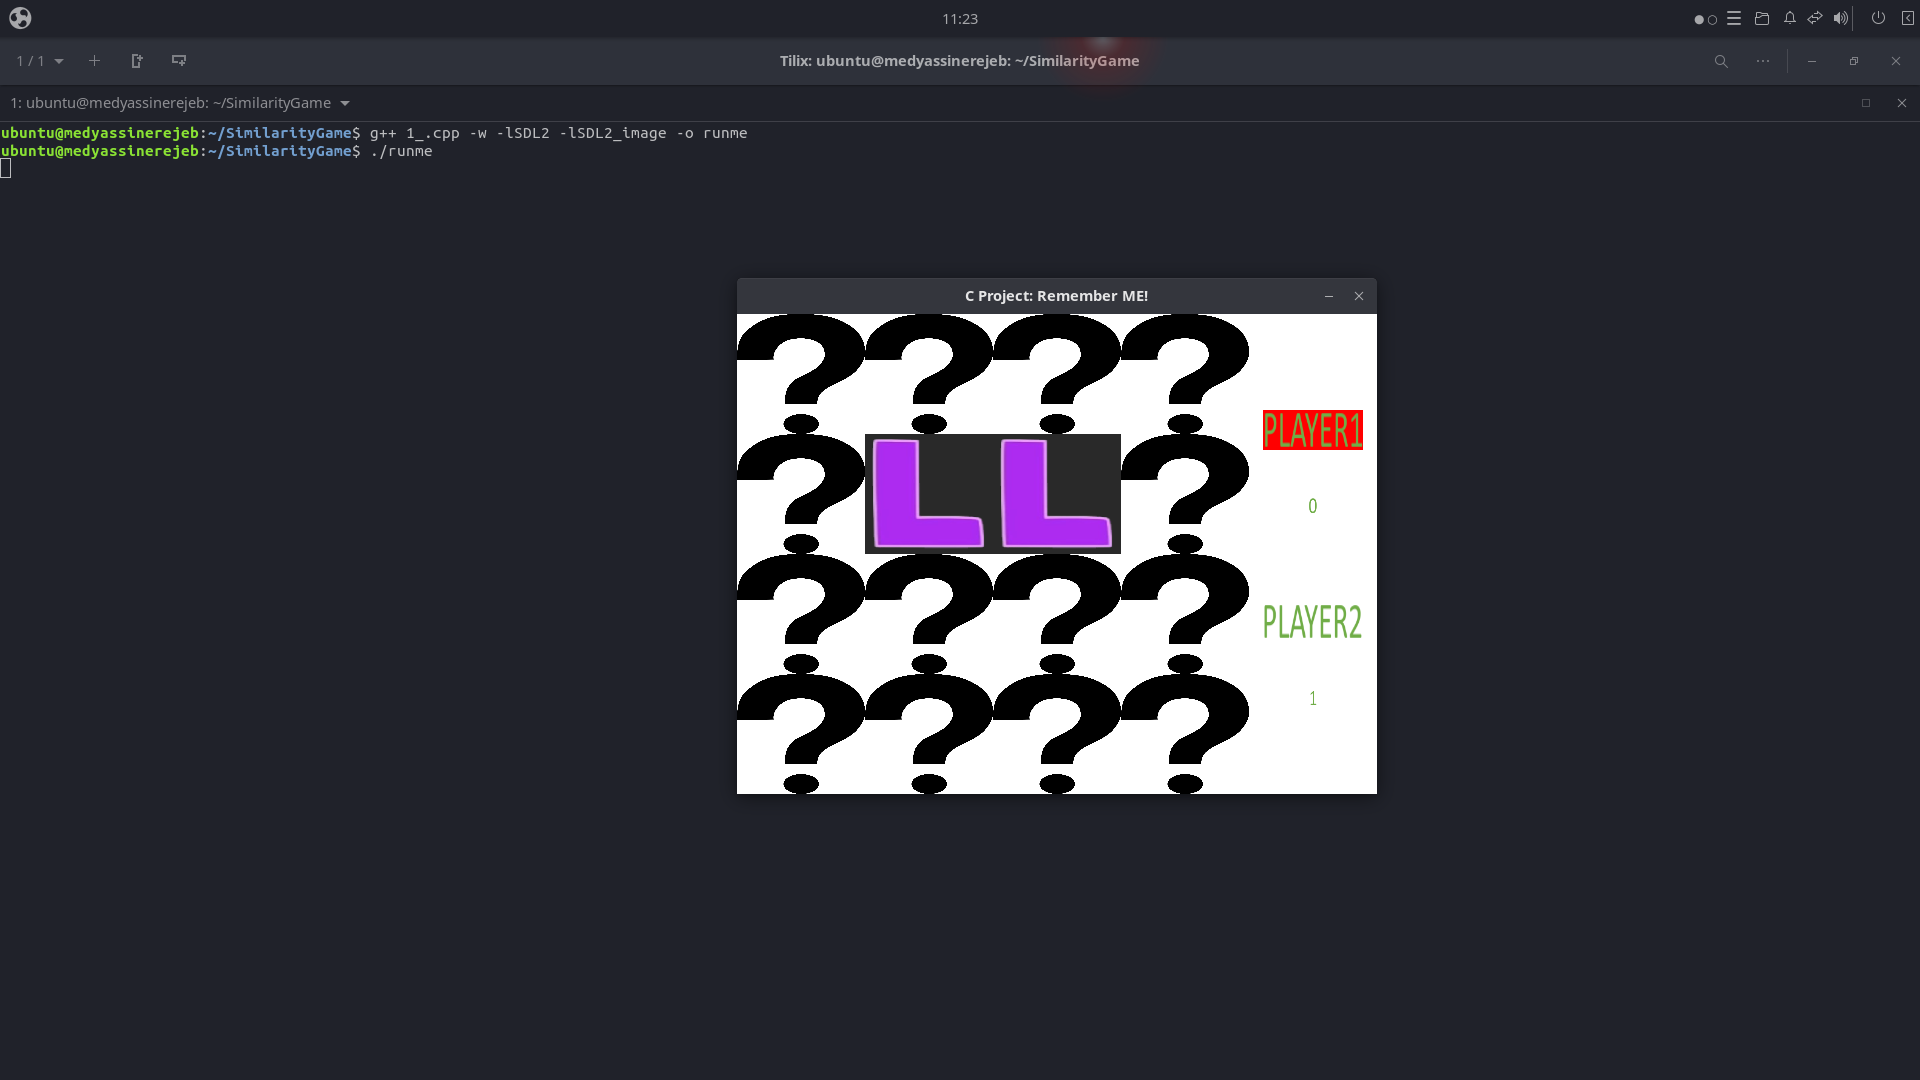 11:23
1 / 1
Tilix: ubuntu@medyassinerejeb: ~/SimilarityGame
1: ubuntu@medyassinerejeb: ~/SimilarityGame
ubuntu@medyassinerejeb:~/SimilarityGame$ g++ 1_.cpp -w -lSDL2 -lSDL2_image -o runme
ubuntu@medyassinerejeb:~/SimilarityGame$ ./runme
C Project: Remember ME!
? ? ? ?
PLAYER1
? L L ?
0
? ? ? ?
PLAYER2
? ? ? ?
1